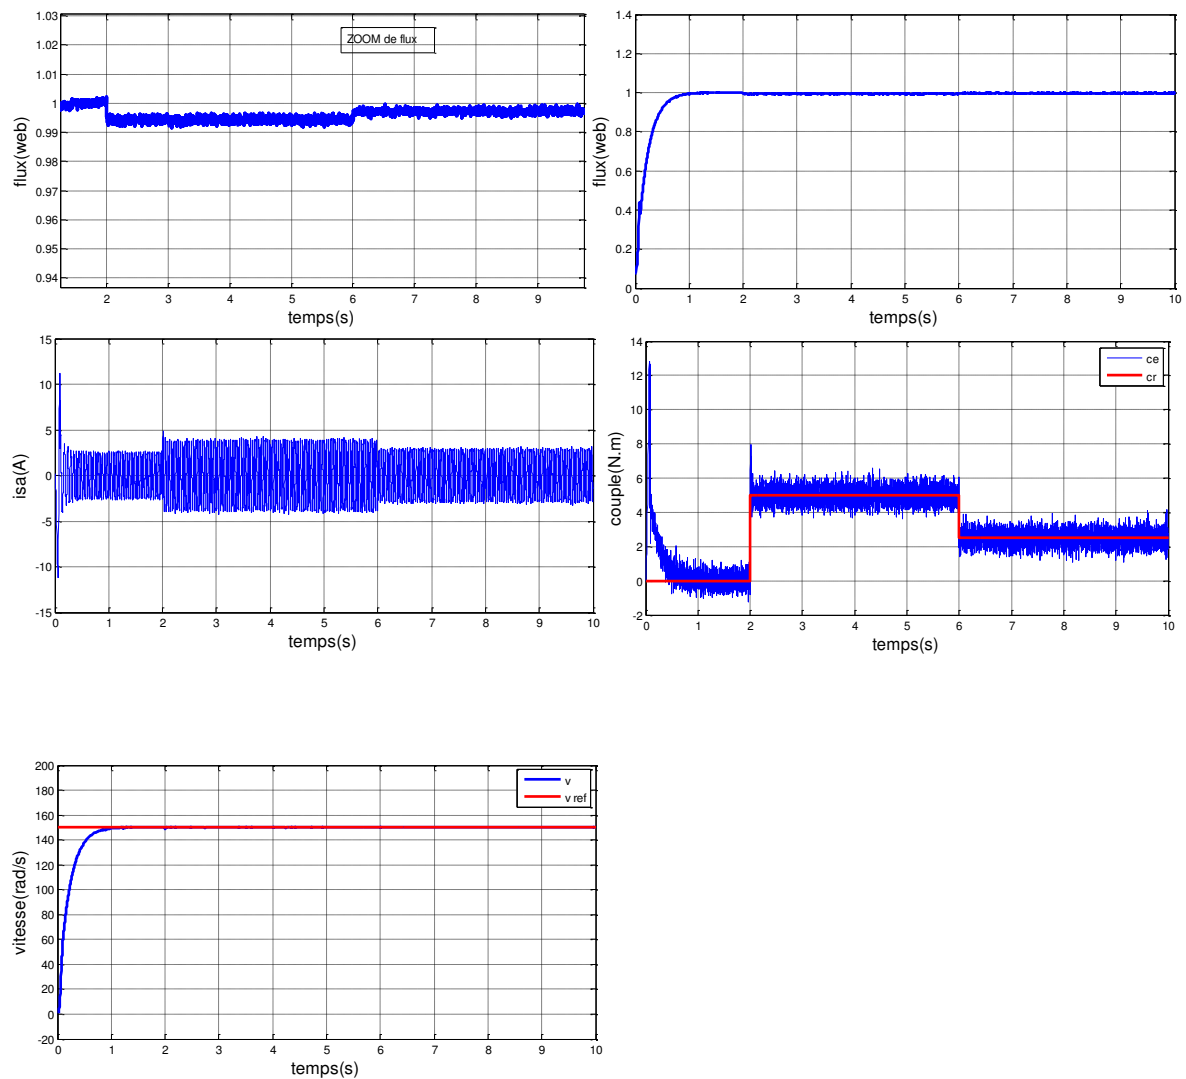 1.03
1.02
1.01
1
0.99
0.98
0.97
0.96
0.95
0.94
flux(web)
ZOOM de flux
2 3 4 5 6 7 8 9
temps(s)
1.4
1.2
1
0.8
0.6
0.4
0.2
0
flux(web)
0 1 2 3 4 5 6 7 8 9 10
temps(s)
15
10
5
0
-5
-10
-15
isa(A)
0 1 2 3 4 5 6 7 8 9 10
temps(s)
14
12
10
8
6
4
2
0
-2
couple(N.m)
ce
cr
0 1 2 3 4 5 6 7 8 9 10
temps(s)
200
180
160
140
120
100
80
60
40
20
0
-20
vitesse(rad/s)
v
v ref
0 1 2 3 4 5 6 7 8 9 10
temps(s)